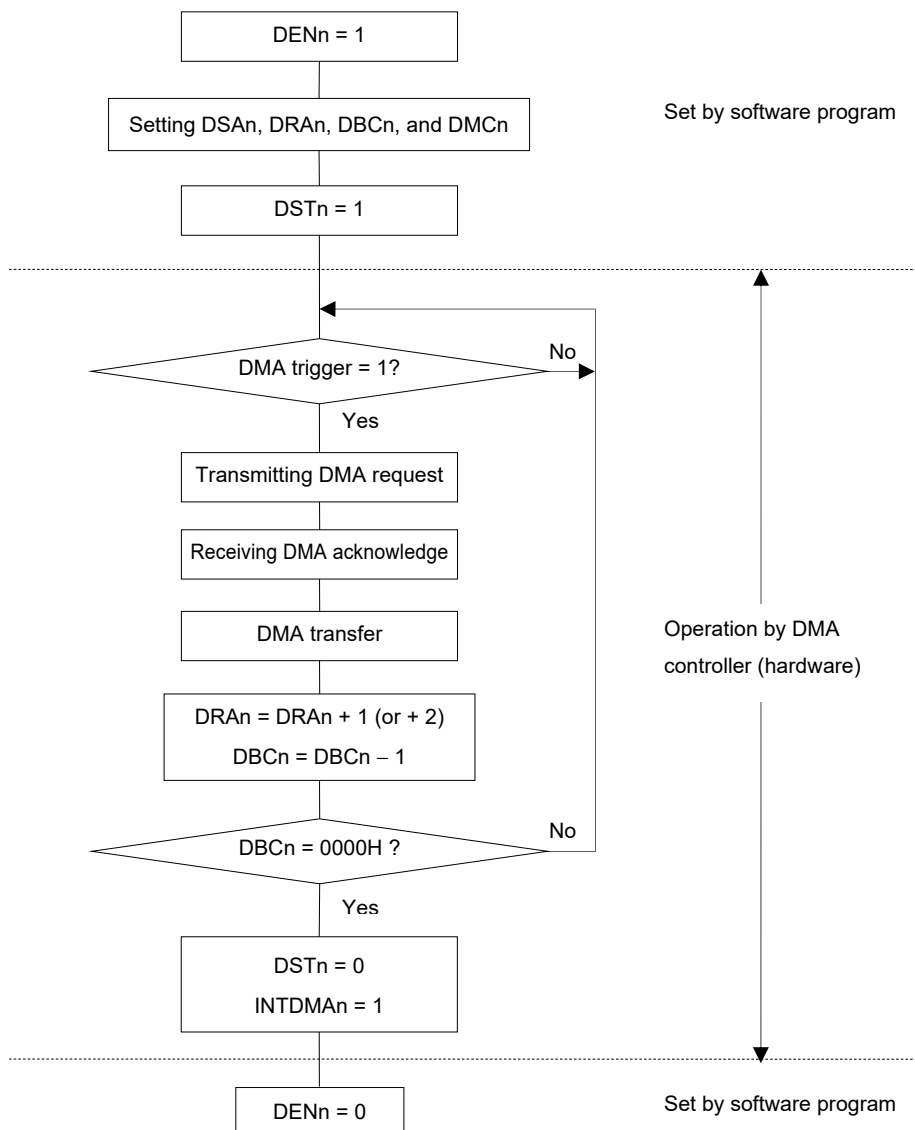 DENn = 1
Setting DSAn, DRAn, DBCn, and DMCn
Set by software program
DSTn = 1
DMA trigger = 1?
No
Yes
Transmitting DMA request
Receiving DMA acknowledge
DMA transfer
Operation by DMA
controller (hardware)
DRAn = DRAn + 1 (or + 2)
DBCn = DBCn − 1
DBCn = 0000H ?
No
Yes
DSTn = 0
INTDMAn = 1
DENn = 0
Set by software program